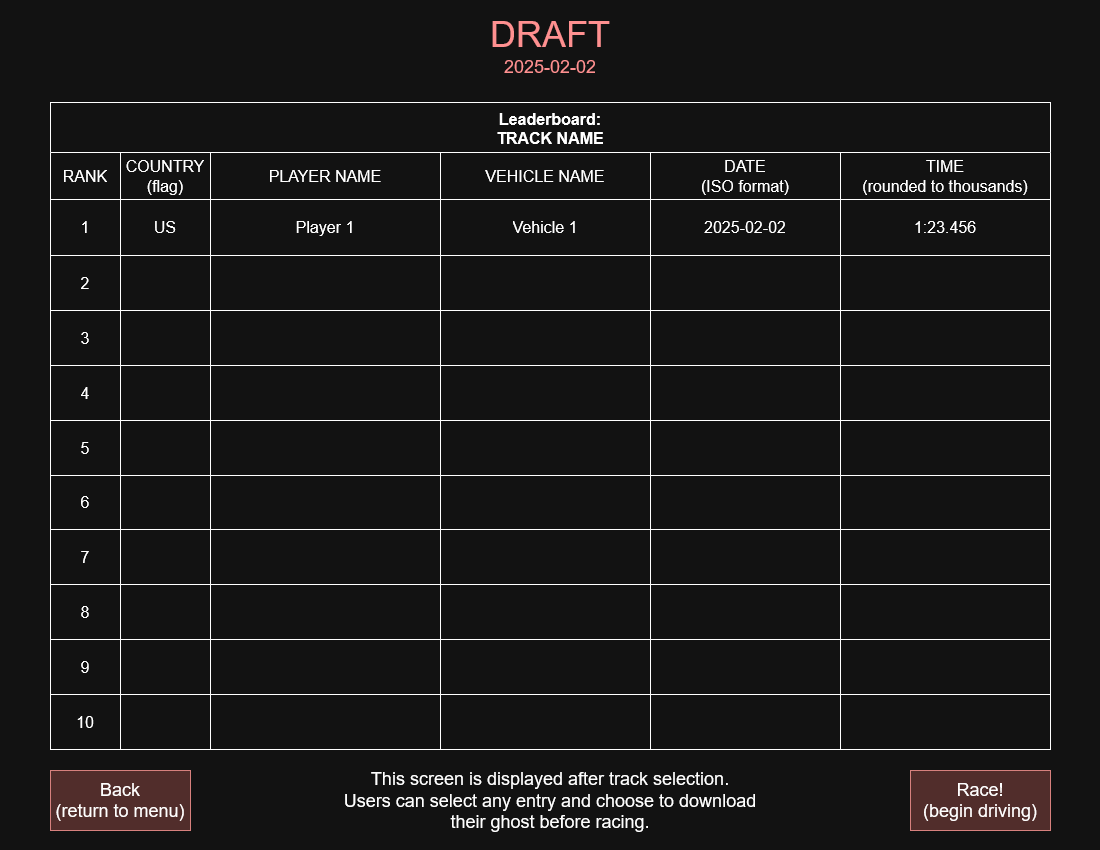 DRAFT
2025-02-02
Leaderboard:
TRACK NAME
RANK
COUNTRY
(flag)
PLAYER NAME
VEHICLE NAME
DATE
(ISO format)
TIME
(rounded to thousands)
1 US Player 1 Vehicle 1 2025-02-02 1:23.456
2
3
4
5
6
7
8
9
10
Back
(return to menu)
This screen is displayed after track selection.
Users can select any entry and choose to download
their ghost before racing.
Race!
(begin driving)